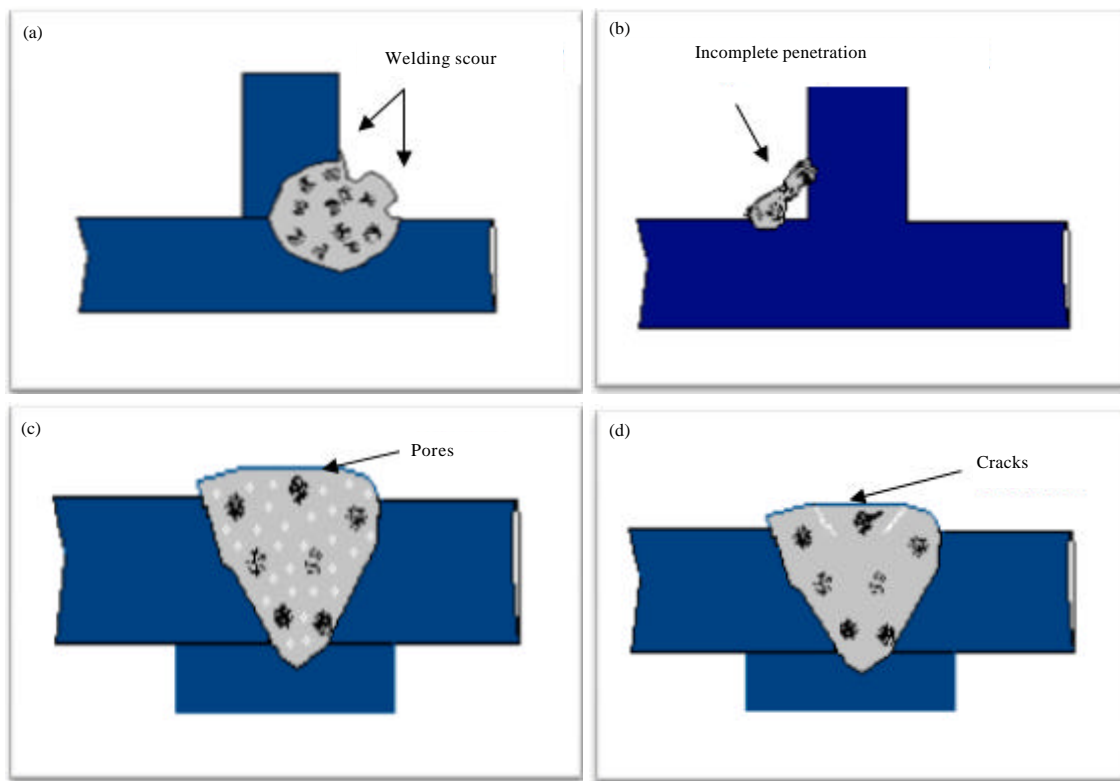 (a)
Welding scour
(b)
Incomplete penetration
(c)
Pores
(d)
Cracks